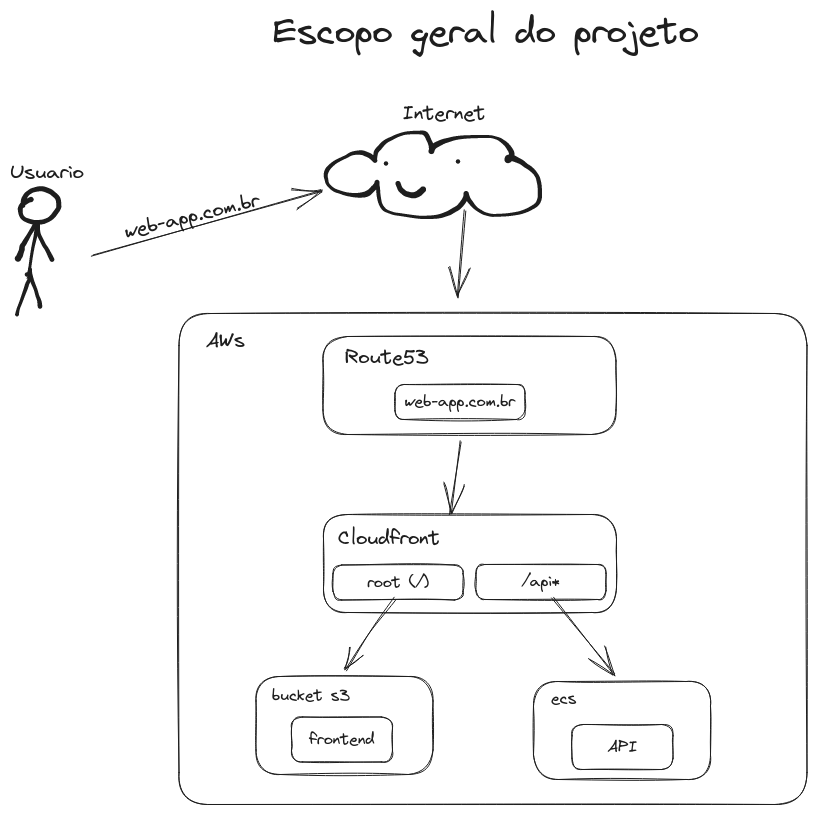 Escopo geral do projeto
Internet
Usuario
web-app.com.br
AWs
Route53
web-app.com.br
Cloudfront
root (/)
/api*
bucket s3
frontend
ecs
API